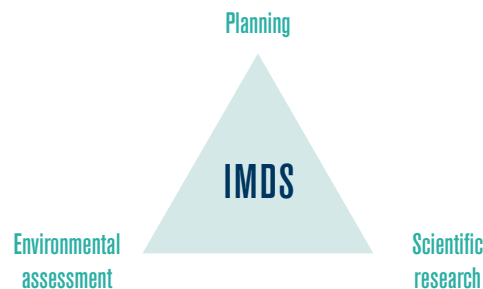 Planning
IMDS
Environmental
assessment
Scientific
research